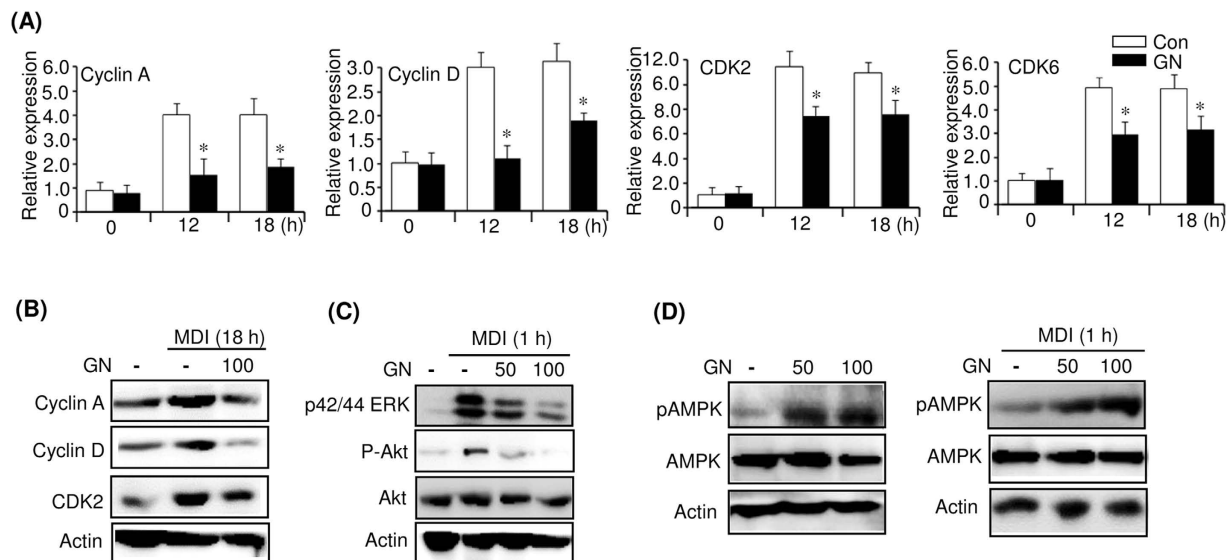 (A)
Relative expression
Cyclin A
6.0
5.0
4.0
3.0
2.0
1.0
0
0 12 18 (h)
Relative expression
Cyclin D
3.0
2.5
2.0
1.5
1.0
0.5
0
0 12 18 (h)
Relative expression
CDK2
12.0
10.0
8.0
6.0
4.0
2.0
0
0 12 18 (h)
Relative expression
CDK6
6.0
5.0
4.0
3.0
2.0
1.0
0
0 12 18 (h)
Con
GN
* * * * * * * *
(B)
MDI (18 h)
GN - - 100
Cyclin A
Cyclin D
CDK2
Actin
(C)
MDI (1 h)
GN - - 50 100
p42/44 ERK
P-Akt
Akt
Actin
(D)
GN - 50 100
pAMPK
AMPK
Actin
MDI (1 h)
GN - 50 100
pAMPK
AMPK
Actin